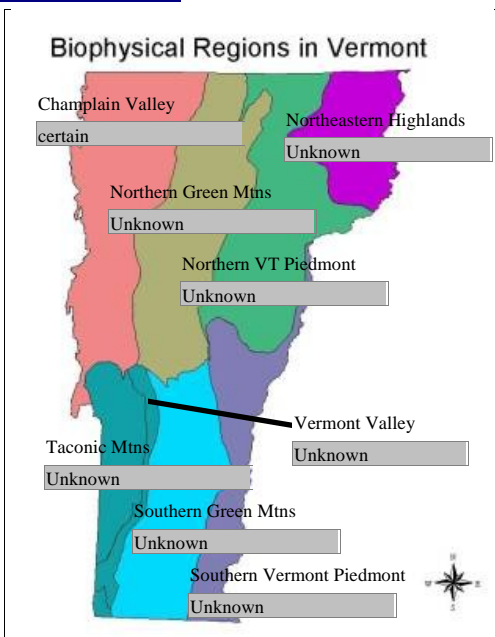 Biophysical Regions in Vermont
Champlain Valley
certain
Northeastern Highlands
Unknown
Northern Green Mtns
Unknown
Northern VT Piedmont
Unknown
Vermont Valley
Unknown
Taconic Mtns
Unknown
Southern Green Mtns
Unknown
Southern Vermont Piedmont
Unknown
N
W
E
S